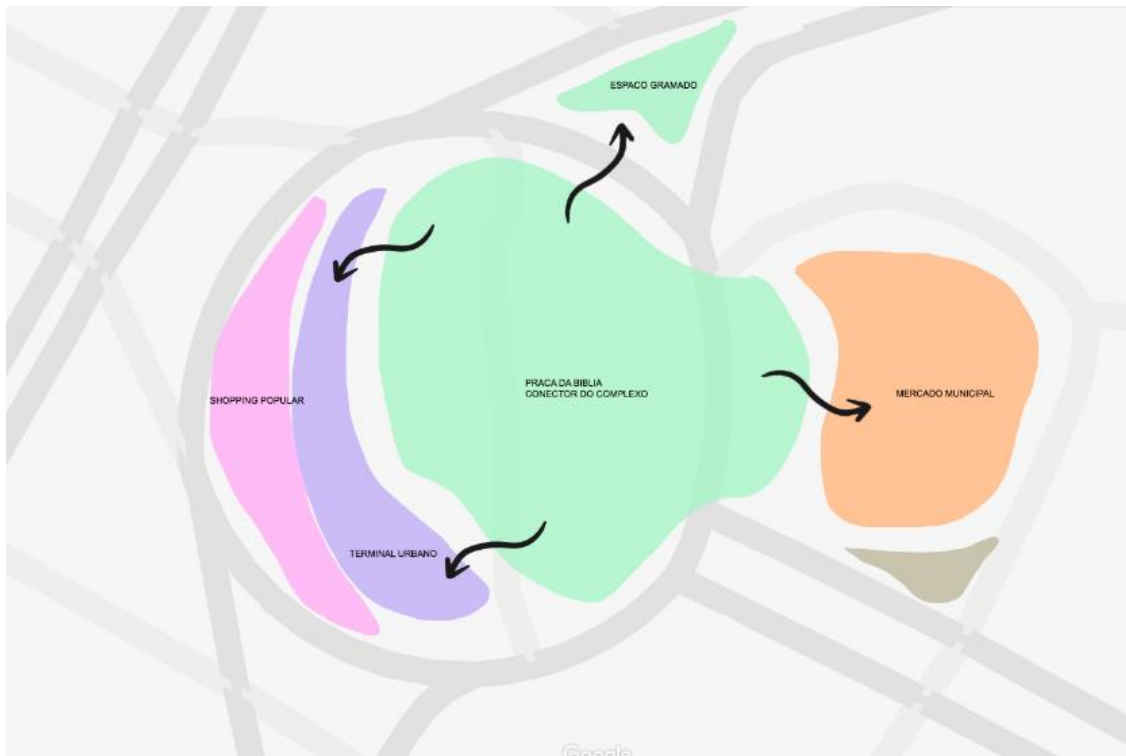 ESPACO GRAMADO
PRACA DA BIBLIA
CONECTOR DO COMPLEXO
MERCADO MUNICIPAL
SHOPPING POPULAR
TERMINAL URBANO
Google